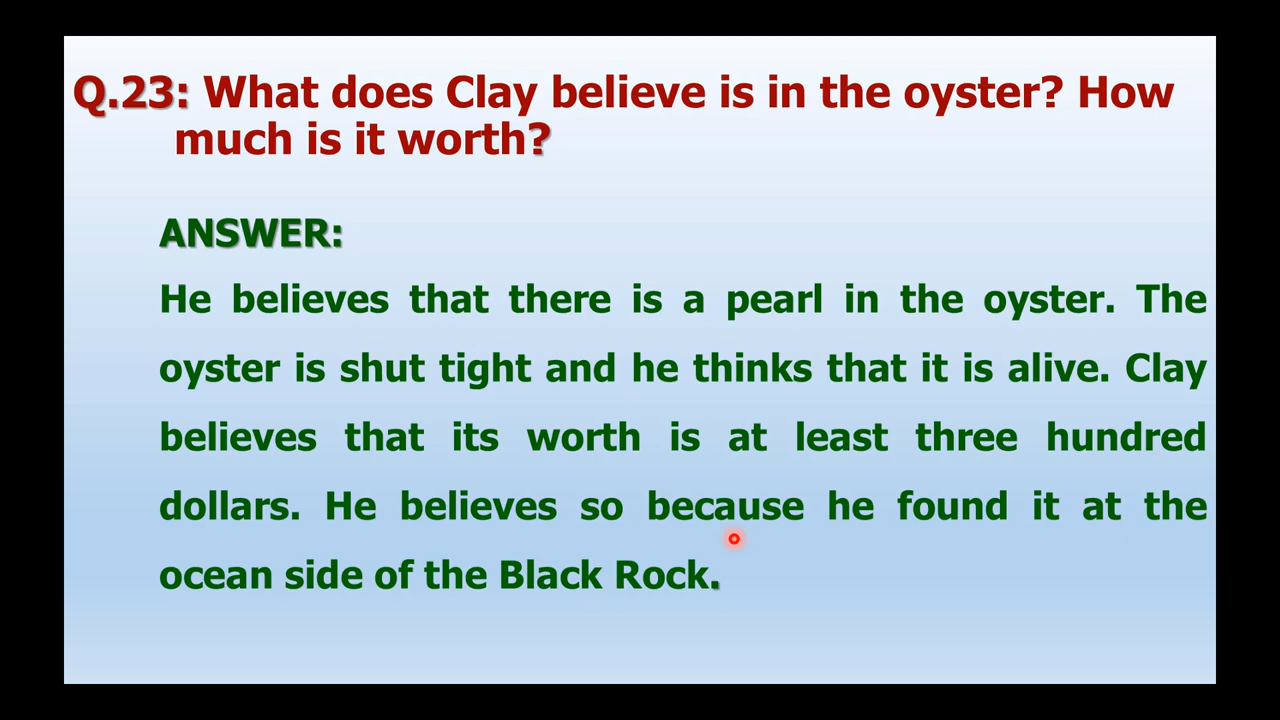 Q.23: What does Clay believe is in the oyster? How
much is it worth?
ANSWER:
He believes that there is a pearl in the oyster. The
oyster is shut tight and he thinks that it is alive. Clay
believes that its worth is at least three hundred
dollars. He believes so because he found it at the
ocean side of the Black Rock.